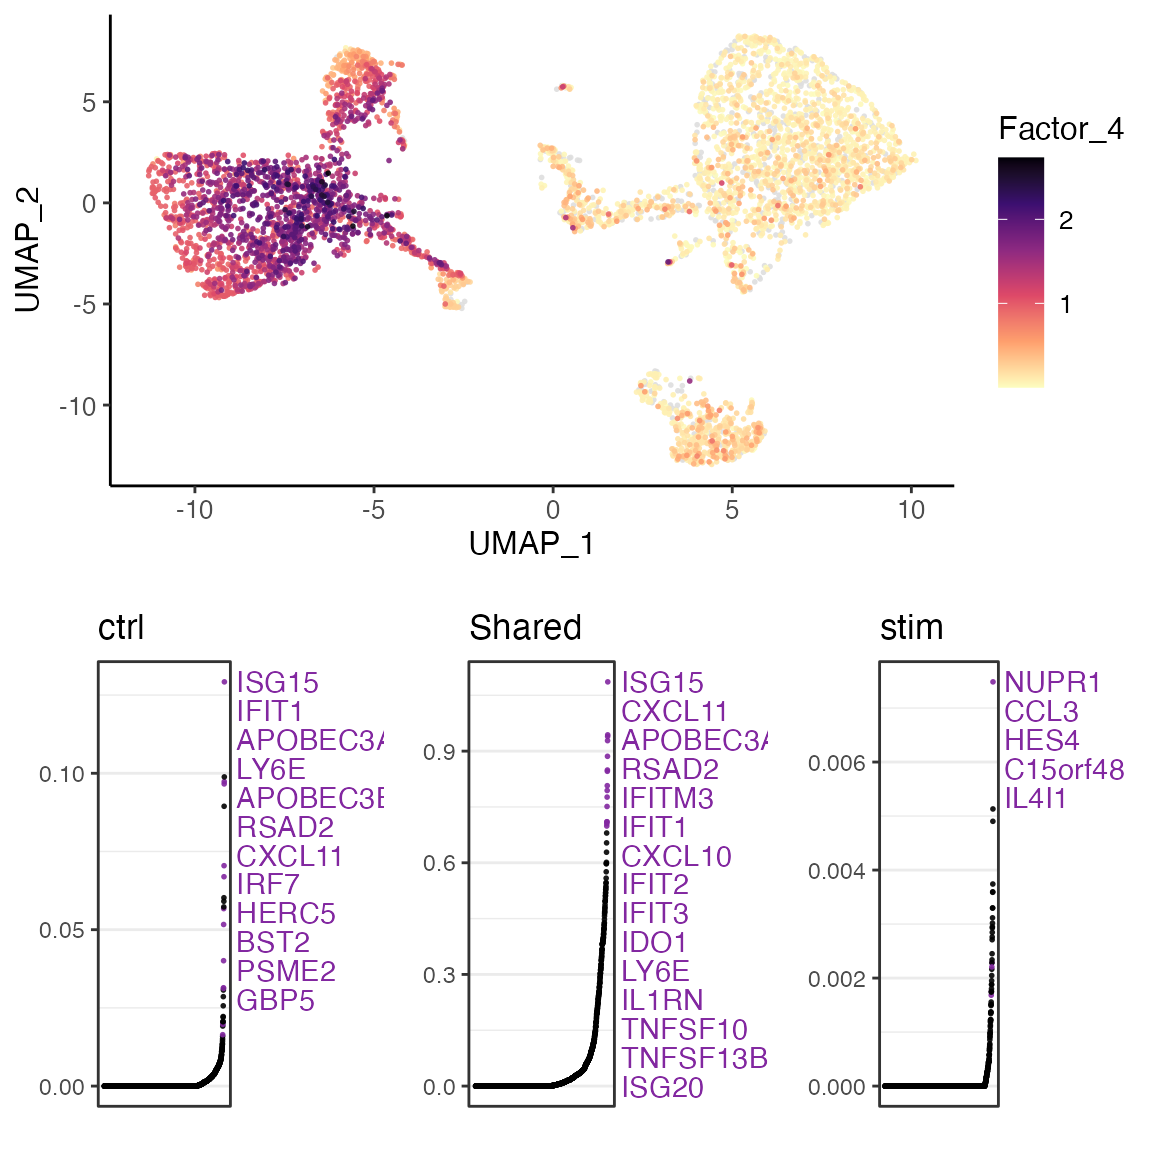 Factor_4
2
1
UMAP_2
5
0
-5
-10
-10
-5
0
5
10
UMAP_1
ctrl
0.10
0.05
0.00
ISG15
IFIT1
APOBEC3A
LY6E
APOBEC3B
RSAD2
CXCL11
IRF7
HERC5
BST2
PSME2
GBP5
Shared
0.9
0.6
0.3
0.0
ISG15
CXCL11
APOBEC3A
RSAD2
IFITM3
IFIT1
CXCL10
IFIT2
IFIT3
IDO1
LY6E
IL1RN
TNFSF10
TNFSF13B
ISG20
stim
0.006
0.004
0.002
0.000
NUPR1
CCL3
HES4
C15orf48
IL4I1